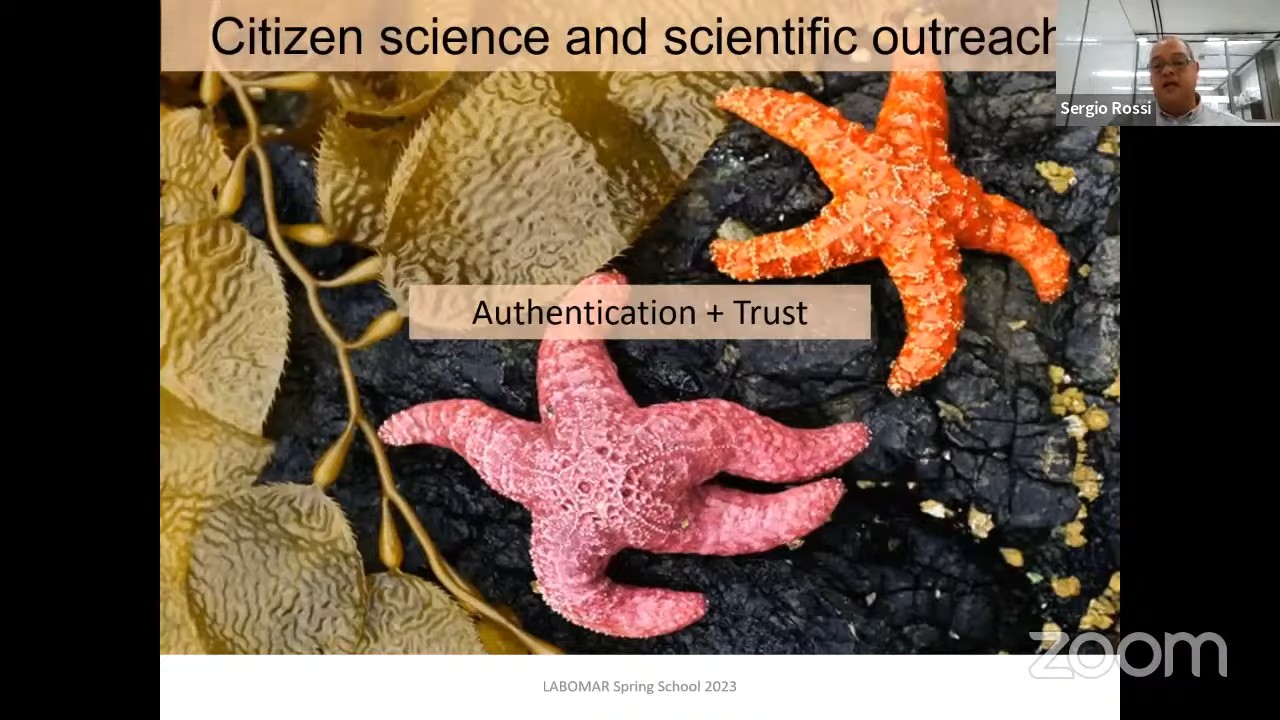 Citizen science and scientific outreach
Sergio Rossi
Authentication + Trust
zoom
LABOMAR Spring School 2023